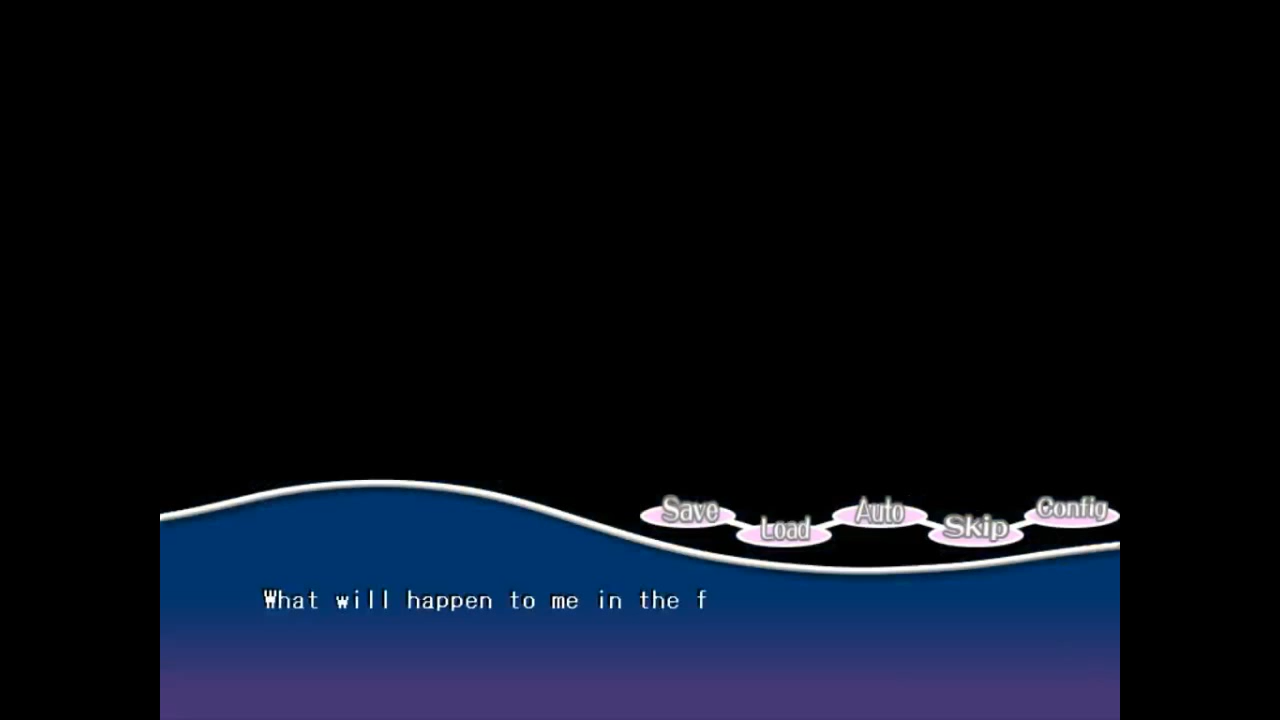 Save
Load
Auto
Skip
Config
What will happen to me in the f